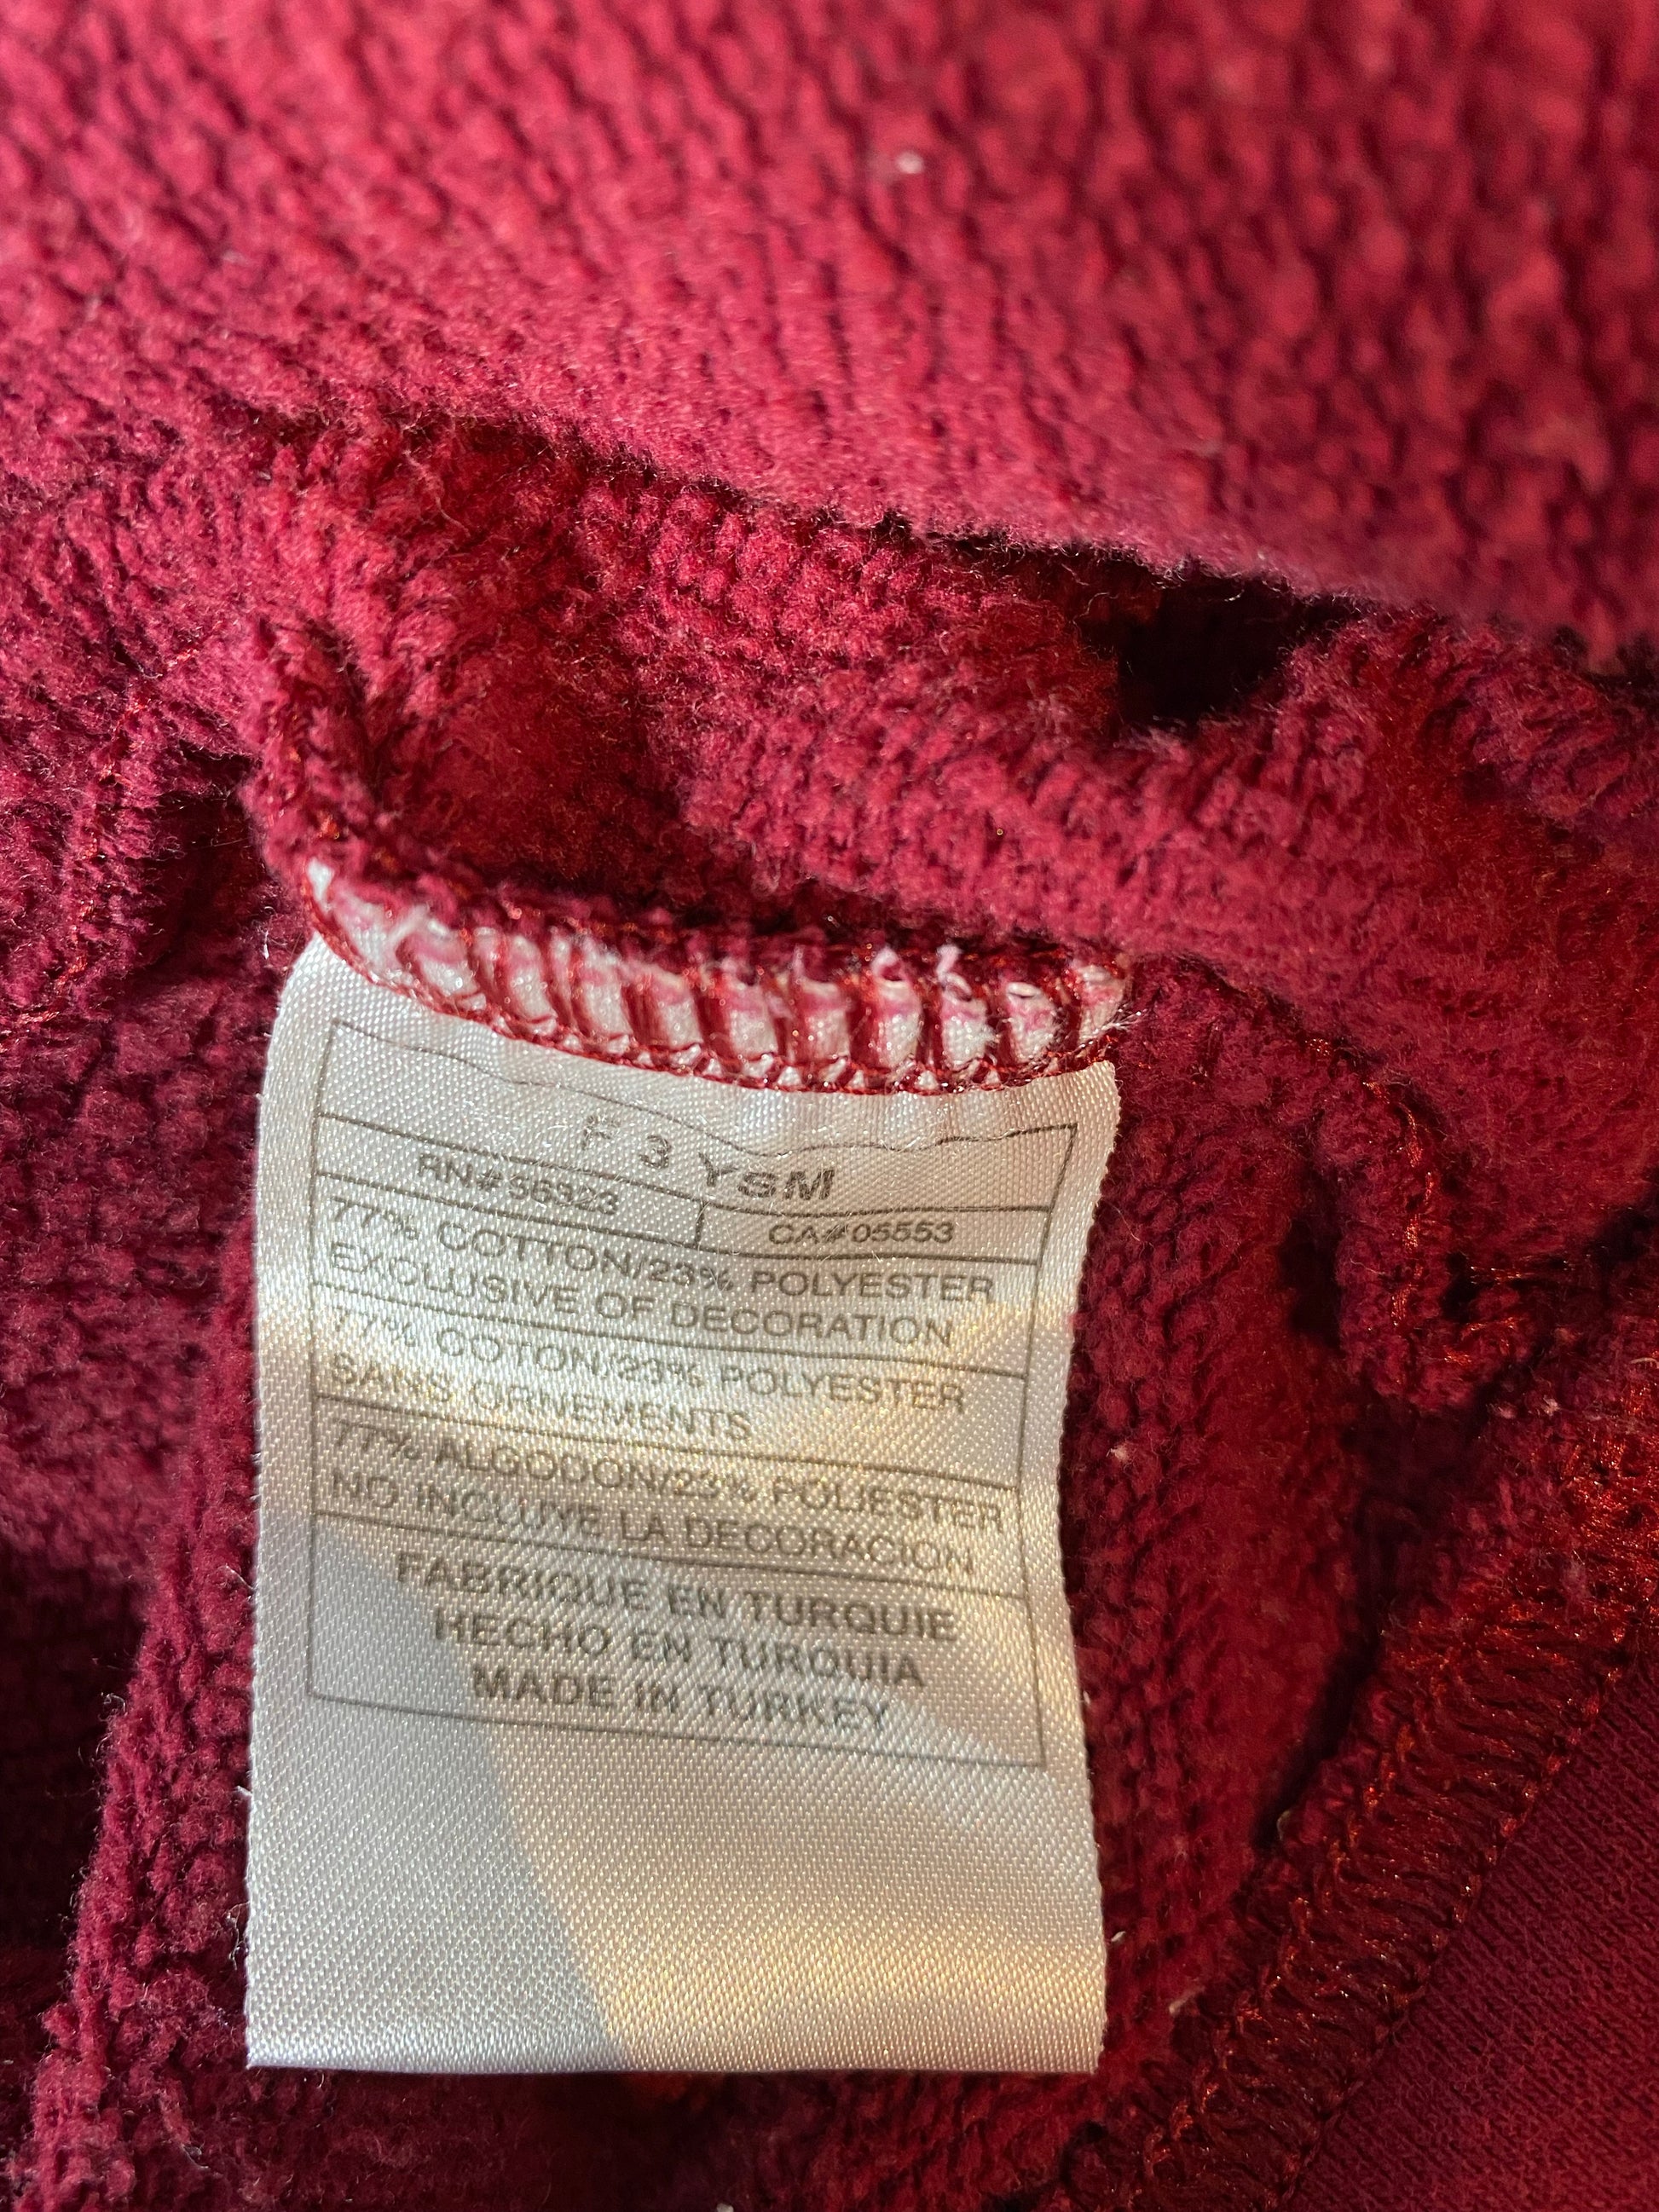 F 3 YSM
RN#56323 CA#05553
77% COTTON/23% POLYESTER
EXCLUSIVE OF DECORATION
77% COTON/23% POLYESTER
SANS ORNEMENTS
77% ALGODON/23% POLIESTER
NO INCLUYE LA DECORACION
FABRIQUE EN TURQUIE
HECHO EN TURQUIA
MADE IN TURKEY